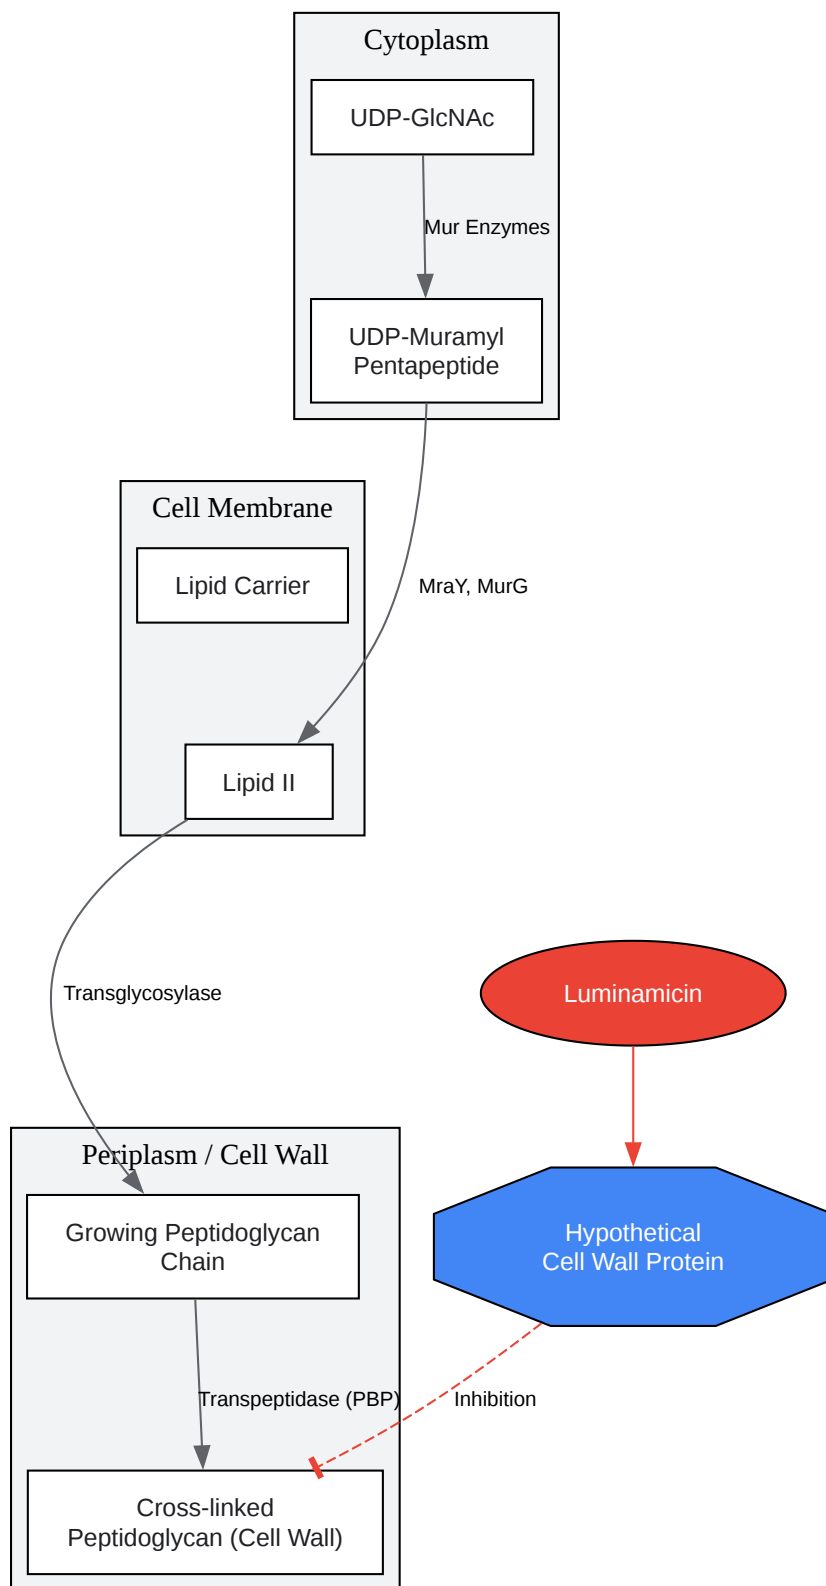 Cytoplasm
UDP-GlcNAc
Mur Enzymes
UDP-Muramyl
Pentapeptide
Cell Membrane
Lipid Carrier
MraY, MurG
Lipid II
Transglycosylase
Luminamicin
Periplasm / Cell Wall
Growing Peptidoglycan
Chain
Hypothetical
Cell Wall Protein
Transpeptidase (PBP)
Inhibition
Cross-linked
Peptidoglycan (Cell Wall)